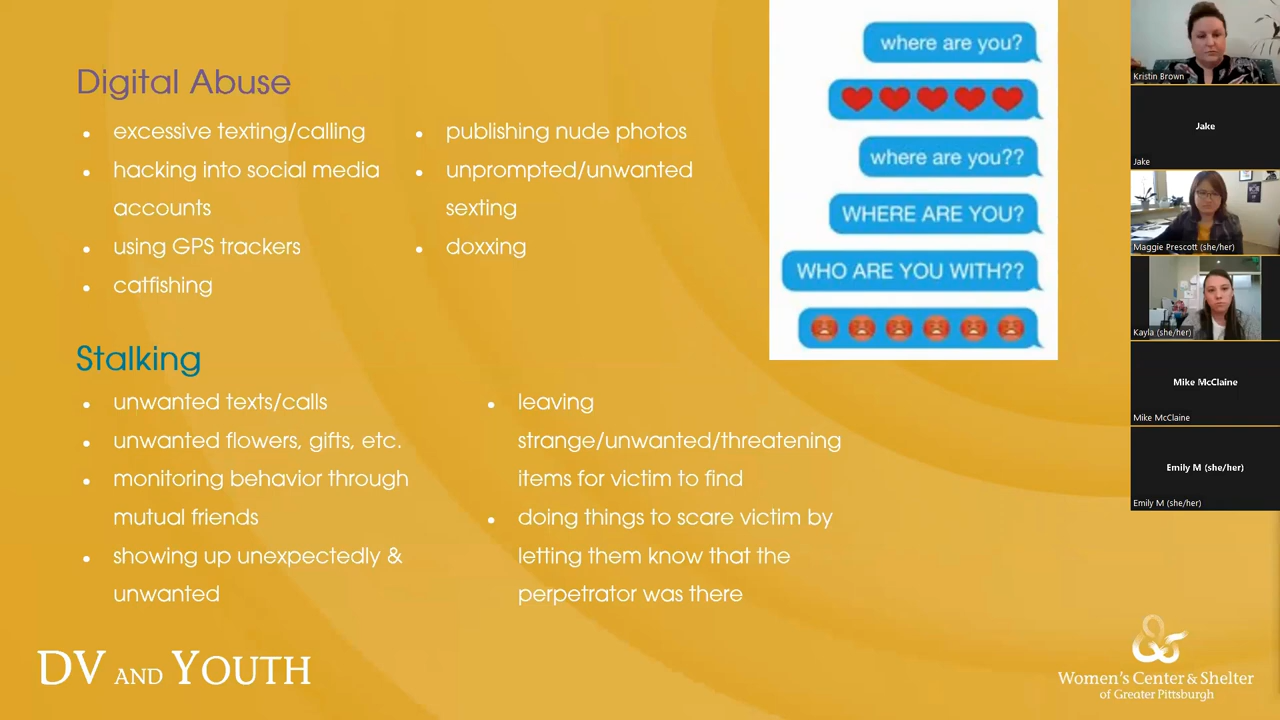 Digital Abuse
excessive texting/calling
hacking into social media
accounts
using GPS trackers
catfishing
publishing nude photos
unprompted/unwanted
sexting
doxxing
where are you?
where are you??
WHERE ARE YOU?
WHO ARE YOU WITH??
Stalking
unwanted texts/calls
unwanted flowers, gifts, etc.
monitoring behavior through
mutual friends
showing up unexpectedly &
unwanted
leaving
strange/unwanted/threatening
items for victim to find
doing things to scare victim by
letting them know that the
perpetrator was there
DV AND YOUTH
Women's Center & Shelter
of Greater Pittsburgh
Kristin Brown
Jake
Jake
Maggie Prescott (she/her)
Kayla (she/her)
Mike McClaine
Mike McClaine
Emily M (she/her)
Emily M (she/her)